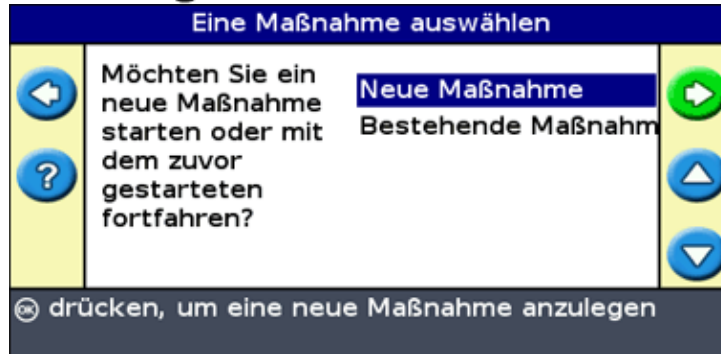 Eine Maßnahme auswählen
Möchten Sie ein
neue Maßnahme
starten oder mit
dem zuvor
gestarteten
fortfahren?
Neue Maßnahme
Bestehende Maßnahm
?
OK drücken, um eine neue Maßnahme anzulegen